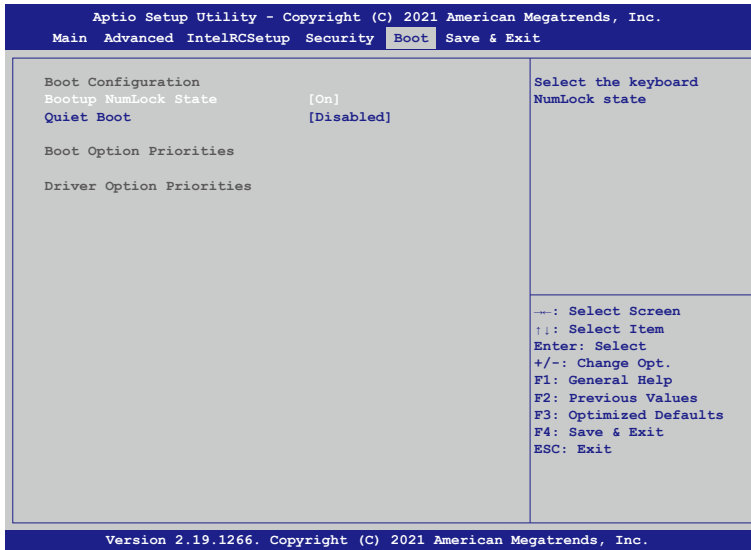 Aptio Setup Utility - Copyright (C) 2021 American Megatrends, Inc.
Main Advanced IntelRCSetup Security Boot Save & Exit
Boot Configuration
Bootup NumLock State [On]
Quiet Boot [Disabled]
Boot Option Priorities
Driver Option Priorities
Select the keyboard
NumLock state
→←: Select Screen
↑↓: Select Item
Enter: Select
+/-: Change Opt.
F1: General Help
F2: Previous Values
F3: Optimized Defaults
F4: Save & Exit
ESC: Exit
Version 2.19.1266. Copyright (C) 2021 American Megatrends, Inc.